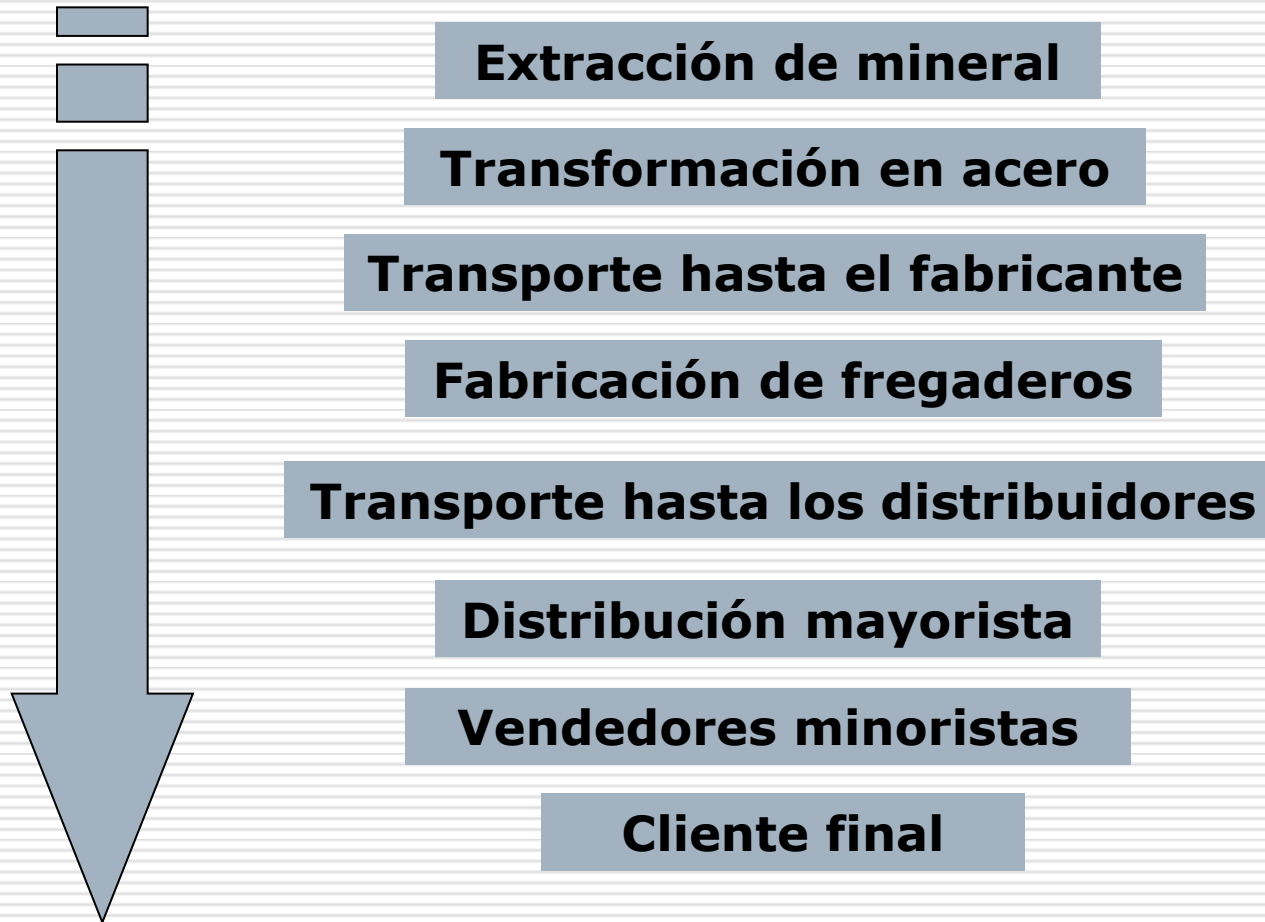 Extracción de mineral
Transformación en acero
Transporte hasta el fabricante
Fabricación de fregaderos
Transporte hasta los distribuidores
Distribución mayorista
Vendedores minoristas
Cliente final